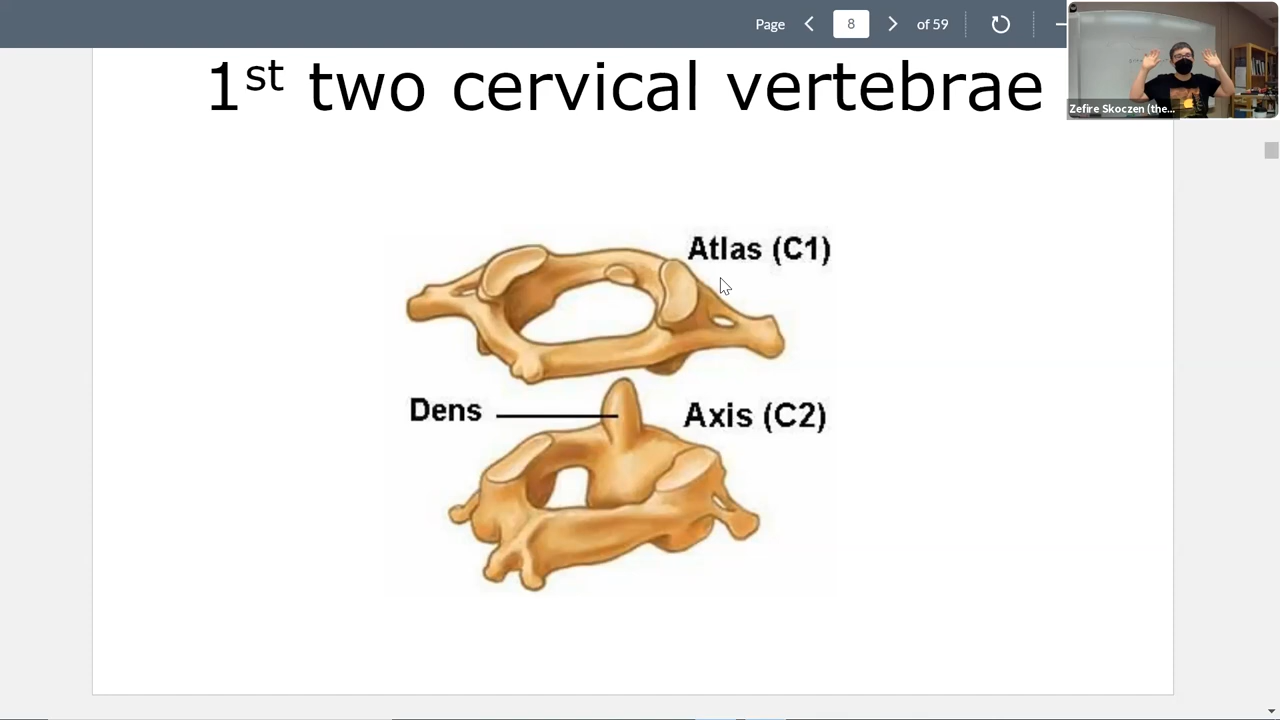 Page 8 of 59
Zefire Skoczen (the...
1st two cervical vertebrae
Atlas (C1)
Dens
Axis (C2)